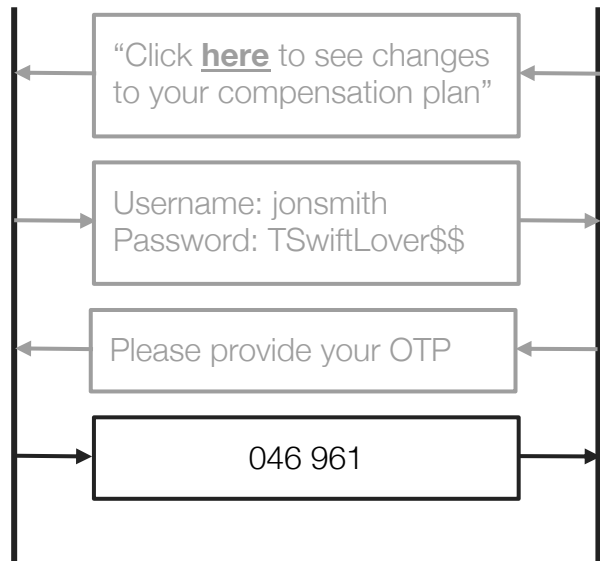 “Click here to see changes
to your compensation plan”
Username: jonsmith
Password: TSwiftLover$$
Please provide your OTP
046 961